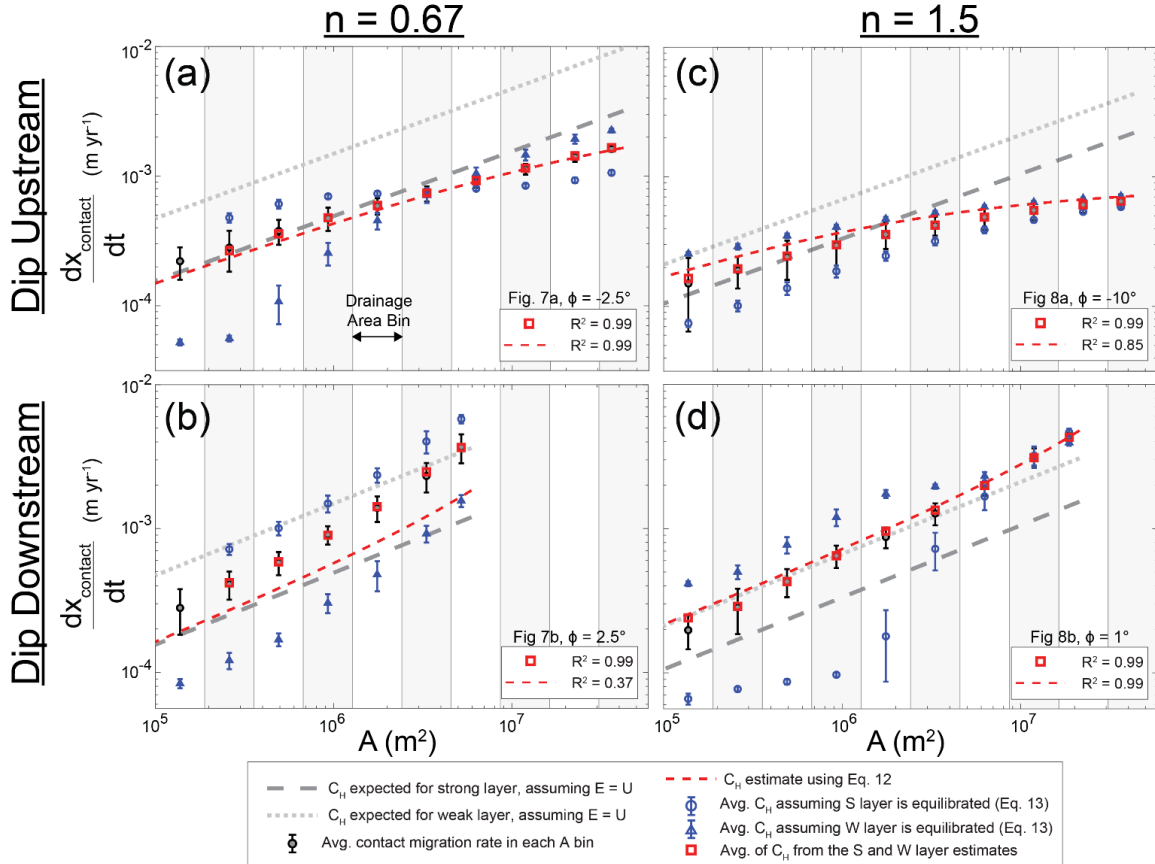 n = 0.67
n = 1.5
Dip Upstream
Dip Downstream
(a)
10⁻²
10⁻³
10⁻⁴
dx_contact
dt
(m yr⁻¹)
Drainage
Area Bin
Fig. 7a, ϕ = -2.5°
R² = 0.99
R² = 0.99
(c)
Fig 8a, ϕ = -10°
R² = 0.99
R² = 0.85
(b)
10⁻²
10⁻³
10⁻⁴
dx_contact
dt
(m yr⁻¹)
Fig 7b, ϕ = 2.5°
R² = 0.99
R² = 0.37
10⁵
10⁶
10⁷
A (m²)
(d)
Fig 8b, ϕ = 1°
R² = 0.99
R² = 0.99
10⁵
10⁶
10⁷
A (m²)
C_H expected for strong layer, assuming E = U
C_H expected for weak layer, assuming E = U
Avg. contact migration rate in each A bin
C_H estimate using Eq. 12
Avg. C_H assuming S layer is equilibrated (Eq. 13)
Avg. C_H assuming W layer is equilibrated (Eq. 13)
Avg. of C_H from the S and W layer estimates